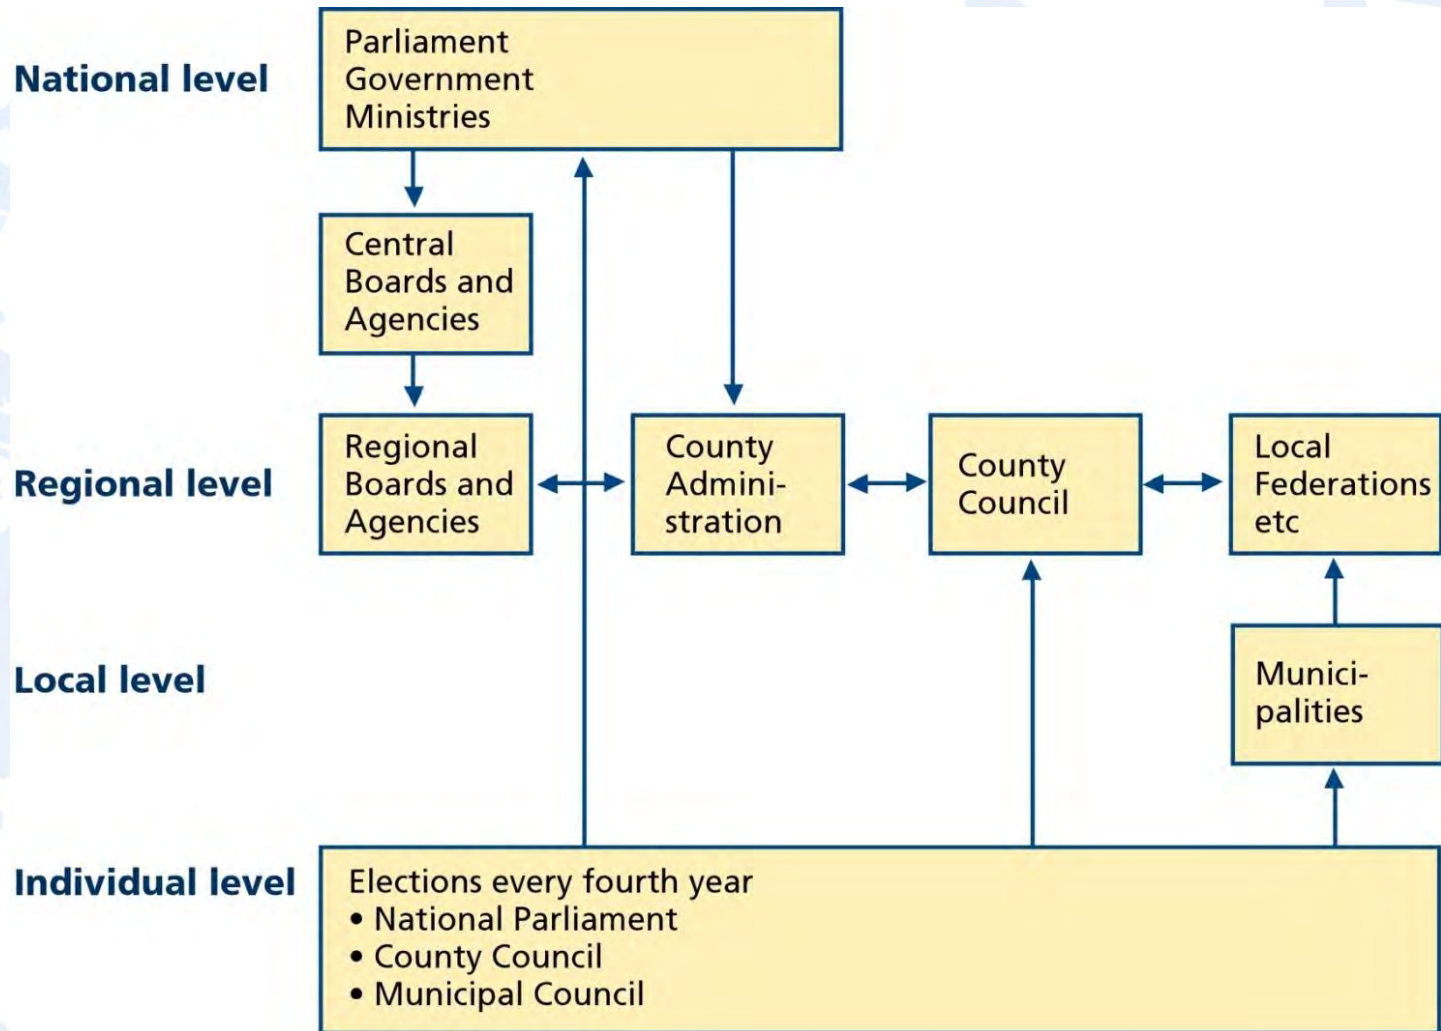 National level
Parliament
Government
Ministries
Central
Boards and
Agencies
Regional level
Regional
Boards and
Agencies
County
Admini-
stration
County
Council
Local
Federations
etc
Local level
Munici-
palities
Individual level
Elections every fourth year
• National Parliament
• County Council
• Municipal Council